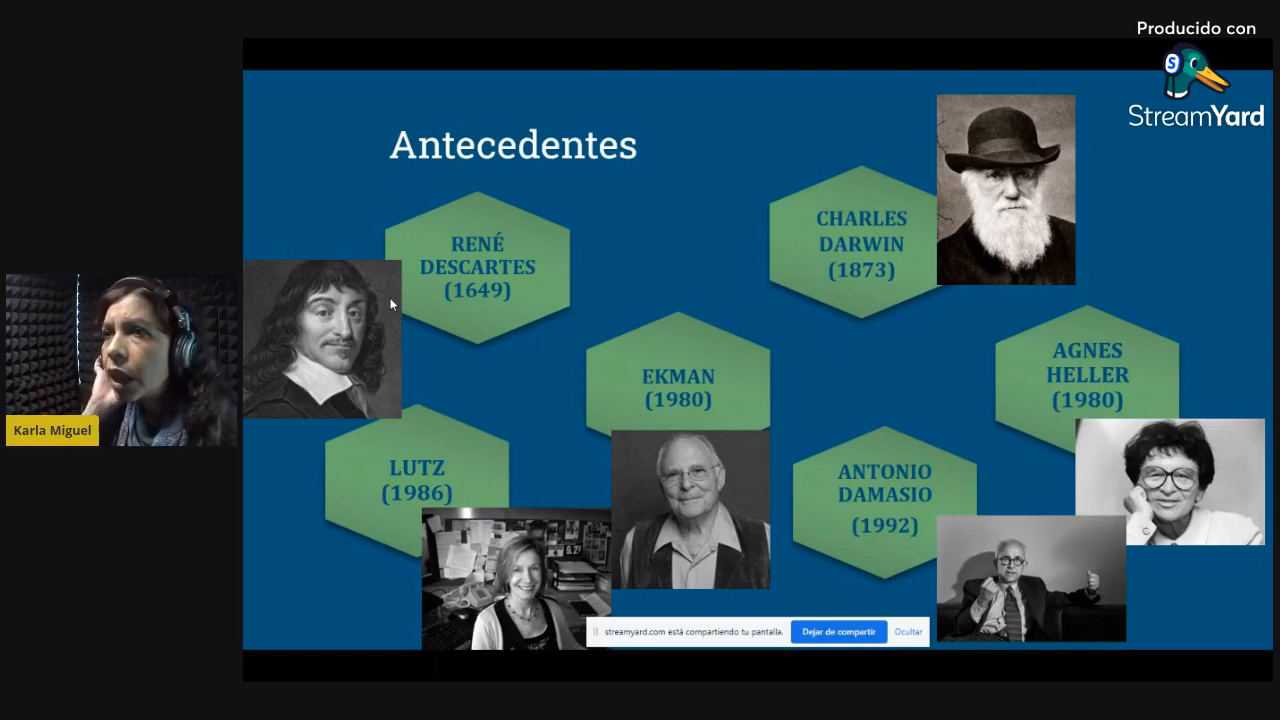 Producido con
StreamYard
Antecedentes
RENÉ
DESCARTES
(1649)
CHARLES
DARWIN
(1873)
EKMAN
(1980)
AGNES
HELLER
(1980)
LUTZ
(1986)
ANTONIO
DAMASIO
(1992)
Karla Miguel
streamyard.com está compartiendo tu pantalla.
Dejar de compartir
Ocultar